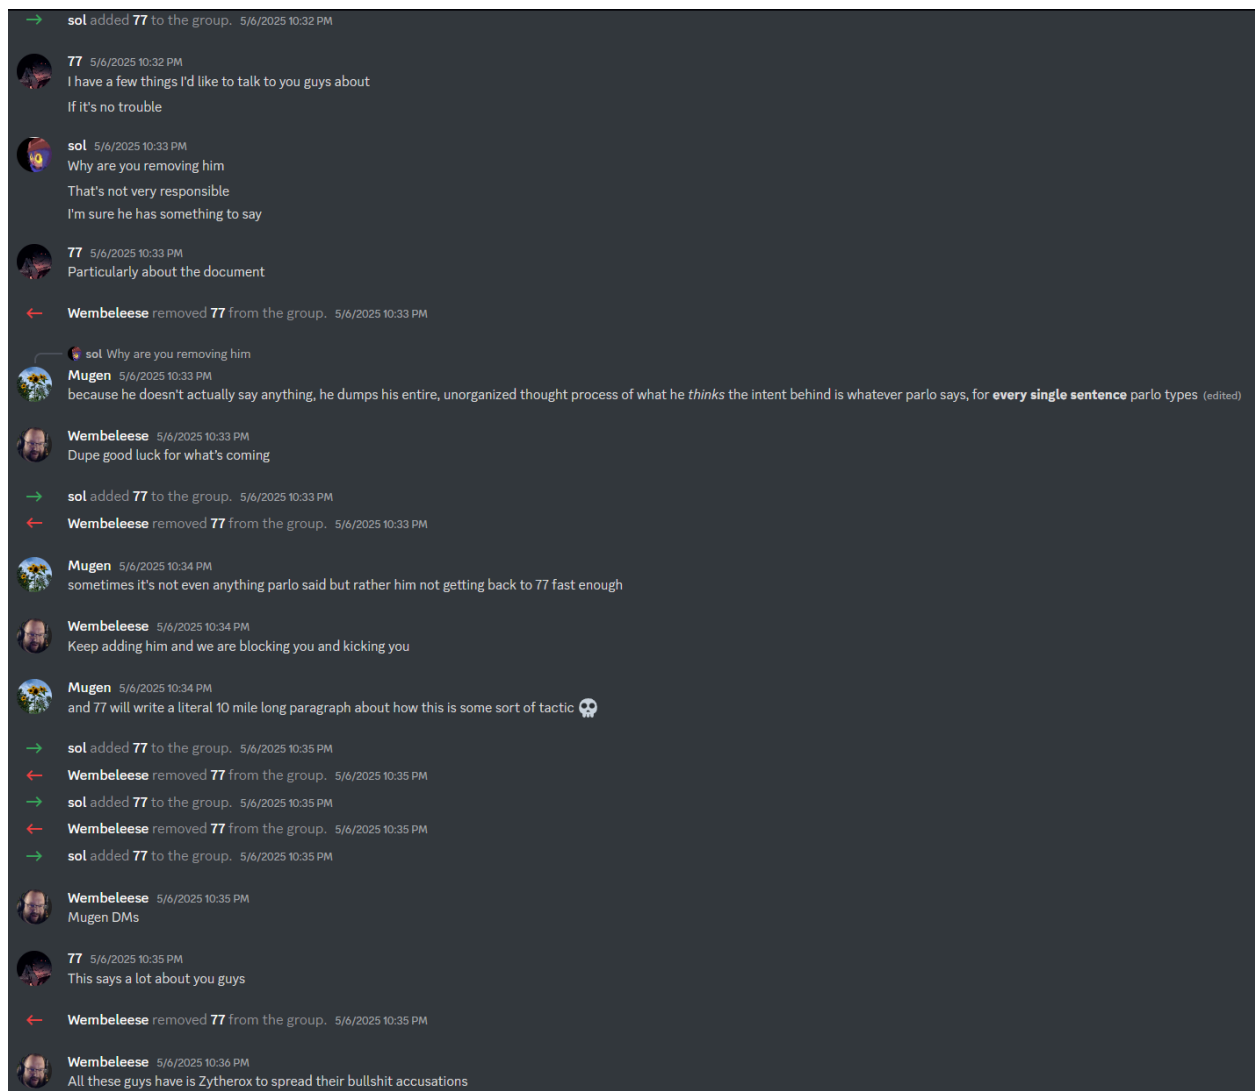 sol added 77 to the group. 5/6/2025 10:32 PM
77 5/6/2025 10:32 PM
I have a few things I'd like to talk to you guys about
If it's no trouble
sol 5/6/2025 10:33 PM
Why are you removing him
That's not very responsible
I'm sure he has something to say
77 5/6/2025 10:33 PM
Particularly about the document
Wembeleese removed 77 from the group. 5/6/2025 10:33 PM
sol Why are you removing him
Mugen 5/6/2025 10:33 PM
because he doesn't actually say anything, he dumps his entire, unorganized thought process of what he thinks the intent behind is whatever parlo says, for every single sentence parlo types (edited)
Wembeleese 5/6/2025 10:33 PM
Dupe good luck for what's coming
sol added 77 to the group. 5/6/2025 10:33 PM
Wembeleese removed 77 from the group. 5/6/2025 10:33 PM
Mugen 5/6/2025 10:34 PM
sometimes it's not even anything parlo said but rather him not getting back to 77 fast enough
Wembeleese 5/6/2025 10:34 PM
Keep adding him and we are blocking you and kicking you
Mugen 5/6/2025 10:34 PM
and 77 will write a literal 10 mile long paragraph about how this is some sort of tactic 💀
sol added 77 to the group. 5/6/2025 10:35 PM
Wembeleese removed 77 from the group. 5/6/2025 10:35 PM
sol added 77 to the group. 5/6/2025 10:35 PM
Wembeleese removed 77 from the group. 5/6/2025 10:35 PM
sol added 77 to the group. 5/6/2025 10:35 PM
Wembeleese 5/6/2025 10:35 PM
Mugen DMs
77 5/6/2025 10:35 PM
This says a lot about you guys
Wembeleese removed 77 from the group. 5/6/2025 10:35 PM
Wembeleese 5/6/2025 10:36 PM
All these guys have is Zytherox to spread their bullshit accusations